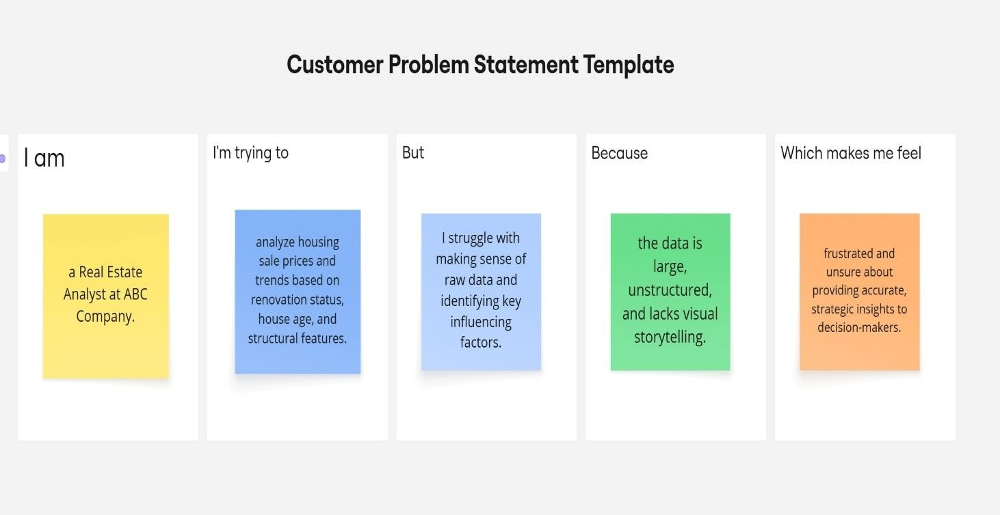 Customer Problem Statement Template
I am
a Real Estate
Analyst at ABC
Company.
I'm trying to
analyze housing
sale prices and
trends based on
renovation status,
house age, and
structural features.
But
I struggle with
making sense of
raw data and
identifying key
influencing
factors.
Because
the data is
large,
unstructured,
and lacks visual
storytelling.
Which makes me feel
frustrated and
unsure about
providing accurate,
strategic insights to
decision-makers.